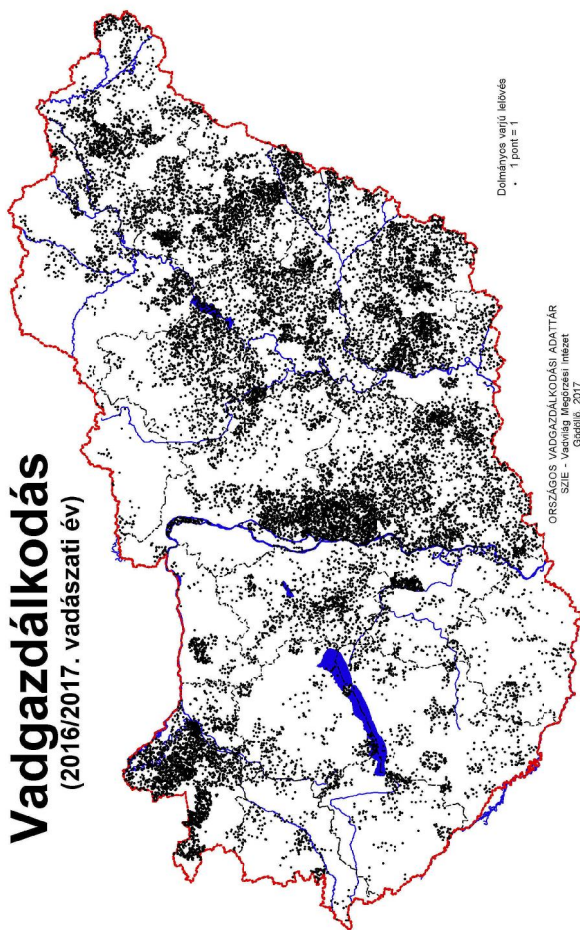 Vadgazdálkodás
(2016/2017. vadászati év)
Dolmányos varjú lelövés
• 1 pont = 1
ORSZÁGOS VADGAZDÁLKODÁSI ADATTÁR
SZIE - Vadvilág Megőrzési Intézet
Gödöllő, 2017